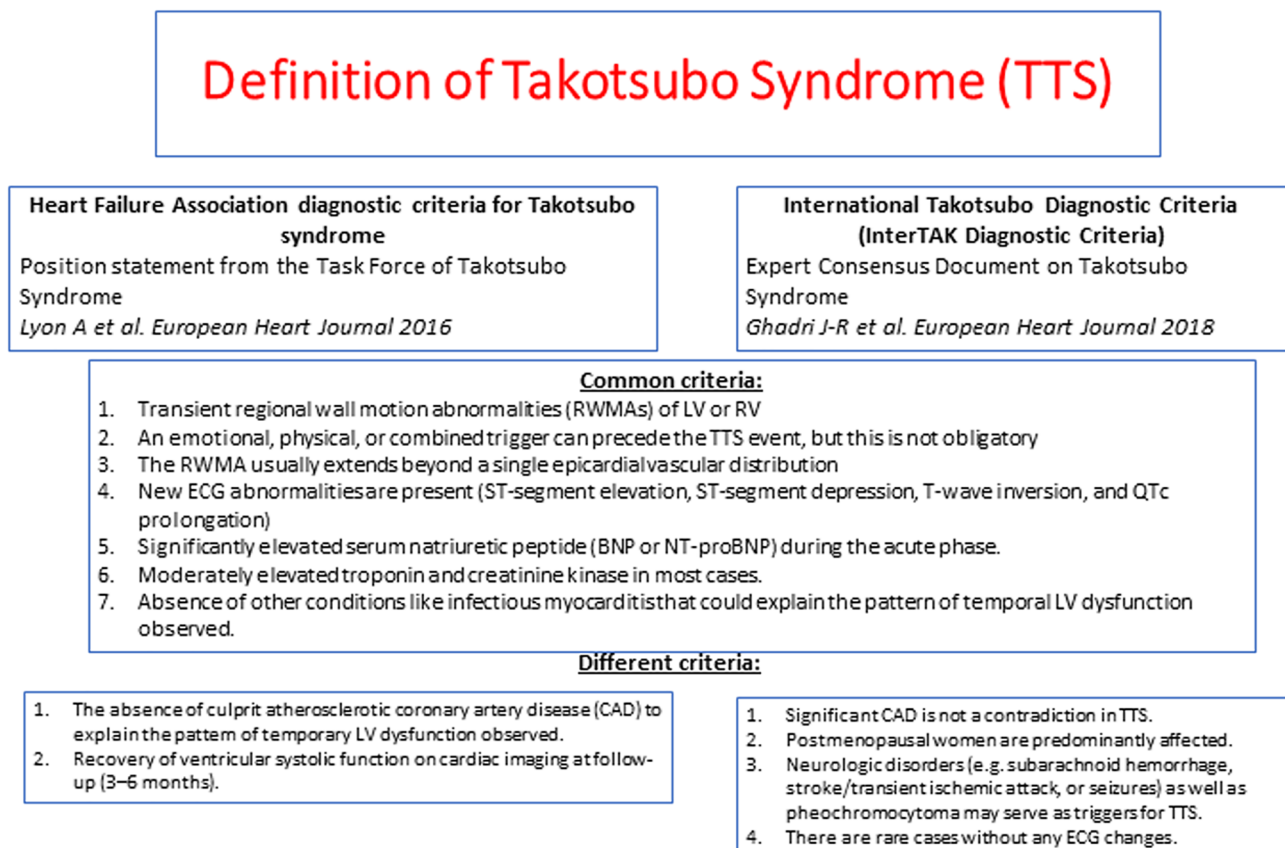 Definition of Takotsubo Syndrome (TTS)
Heart Failure Association diagnostic criteria for Takotsubo
syndrome
Position statement from the Task Force of Takotsubo
Syndrome
Lyon A et al. European Heart Journal 2016
International Takotsubo Diagnostic Criteria
(InterTAK Diagnostic Criteria)
Expert Consensus Document on Takotsubo
Syndrome
Ghadri J-R et al. European Heart Journal 2018
Common criteria:
1. Transient regional wall motion abnormalities (RWMAs) of LV or RV
2. An emotional, physical, or combined trigger can precede the TTS event, but this is not obligatory
3. The RWMA usually extends beyond a single epicardial vascular distribution
4. New ECG abnormalities are present (ST-segment elevation, ST-segment depression, T-wave inversion, and QTc
prolongation)
5. Significantly elevated serum natriuretic peptide (BNP or NT-proBNP) during the acute phase.
6. Moderately elevated troponin and creatinine kinase in most cases.
7. Absence of other conditions like infectious myocarditis that could explain the pattern of temporal LV dysfunction
observed.
Different criteria:
1. The absence of culprit atherosclerotic coronary artery disease (CAD) to
explain the pattern of temporary LV dysfunction observed.
2. Recovery of ventricular systolic function on cardiac imaging at follow-
up (3–6 months).
1. Significant CAD is not a contradiction in TTS.
2. Postmenopausal women are predominantly affected.
3. Neurologic disorders (e.g. subarachnoid hemorrhage,
stroke/transient ischemic attack, or seizures) as well as
pheochromocytoma may serve as triggers for TTS.
4. There are rare cases without any ECG changes.